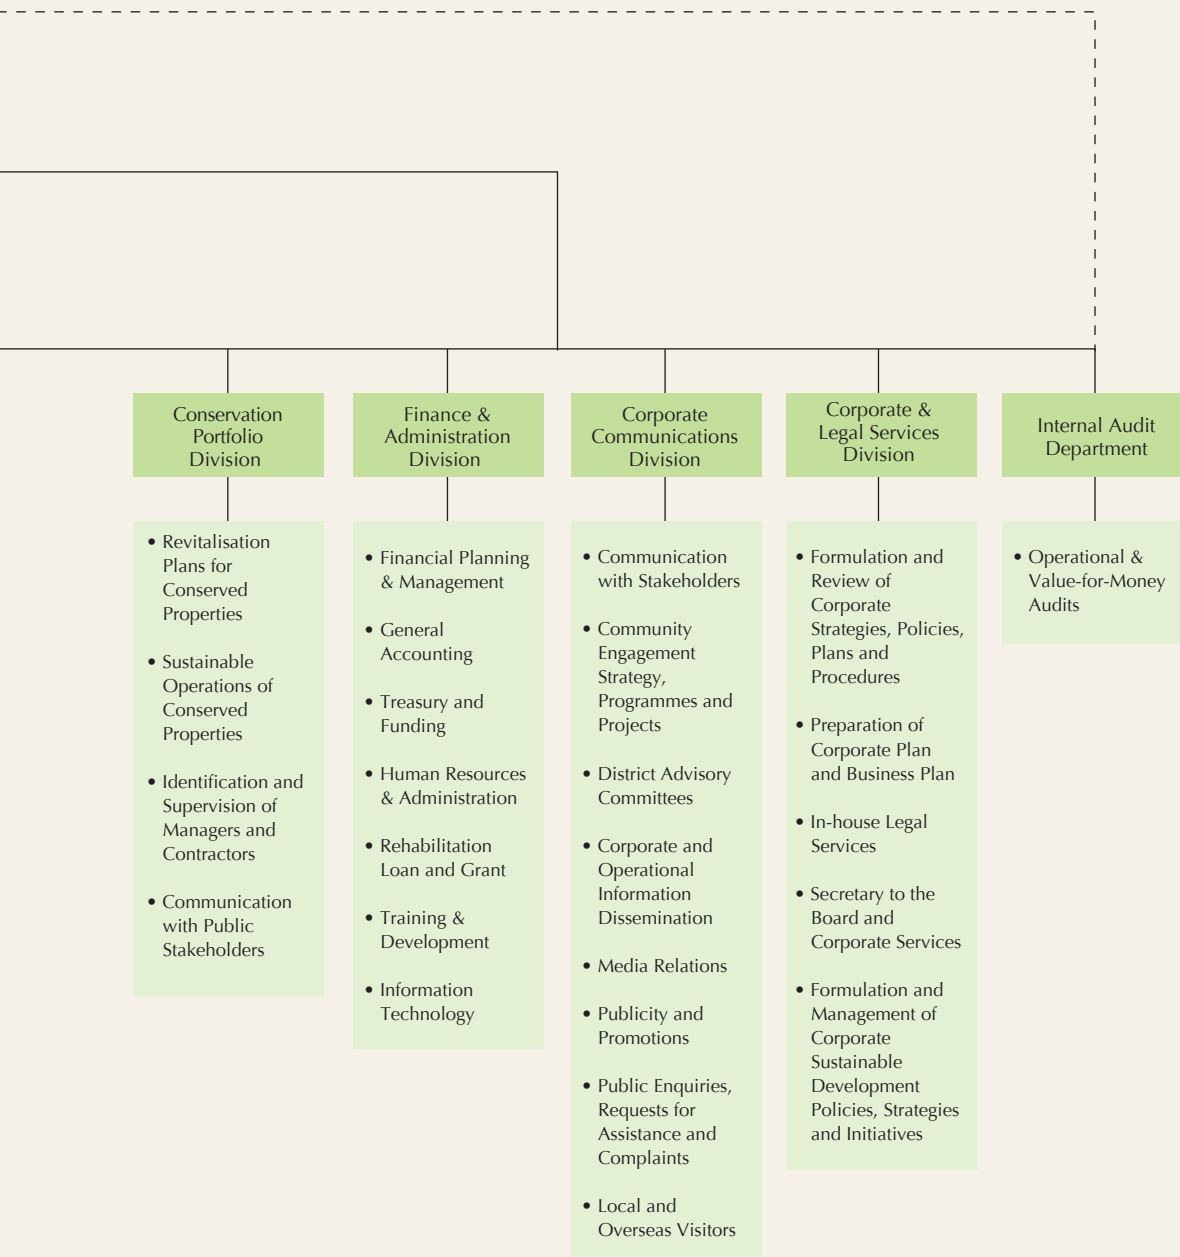 Conservation
Portfolio
Division
• Revitalisation
Plans for
Conserved
Properties
• Sustainable
Operations of
Conserved
Properties
• Identification and
Supervision of
Managers and
Contractors
• Communication
with Public
Stakeholders
Finance &
Administration
Division
• Financial Planning
& Management
• General
Accounting
• Treasury and
Funding
• Human Resources
& Administration
• Rehabilitation
Loan and Grant
• Training &
Development
• Information
Technology
Corporate
Communications
Division
• Communication
with Stakeholders
• Community
Engagement
Strategy,
Programmes and
Projects
• District Advisory
Committees
• Corporate and
Operational
Information
Dissemination
• Media Relations
• Publicity and
Promotions
• Public Enquiries,
Requests for
Assistance and
Complaints
• Local and
Overseas Visitors
Corporate &
Legal Services
Division
• Formulation and
Review of
Corporate
Strategies, Policies,
Plans and
Procedures
• Preparation of
Corporate Plan
and Business Plan
• In-house Legal
Services
• Secretary to the
Board and
Corporate Services
• Formulation and
Management of
Corporate
Sustainable
Development
Policies, Strategies
and Initiatives
Internal Audit
Department
• Operational &
Value-for-Money
Audits